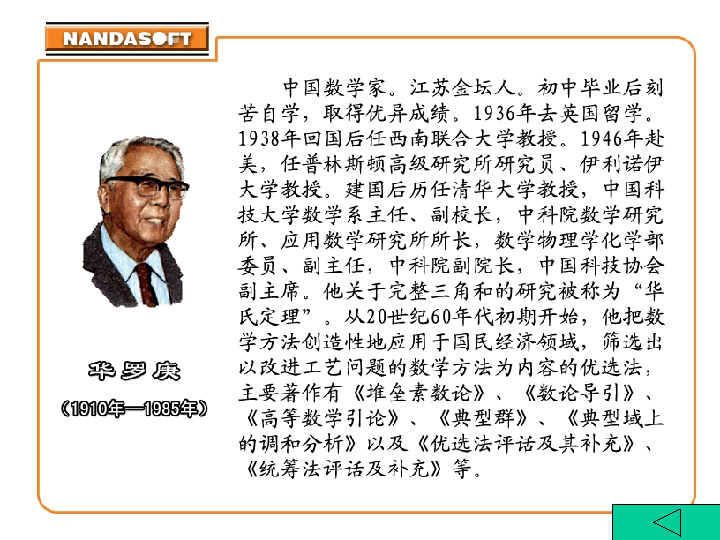 NANDASOFT
中国数学家。江苏金坛人。初中毕业后刻
苦自学，取得优异成绩。1936年去英国留学。
1938年回国后任西南联合大学教授。1946年赴
美，任普林斯顿高级研究所研究员、伊利诺伊
大学教授。建国后历任清华大学教授，中国科
技大学数学系主任、副校长，中科院数学研究
所、应用数学研究所所长，数学物理学化学部
委员、副主任，中科院副院长，中国科技协会
副主席。他关于完整三角和的研究被称为“华
氏定理”。从20世纪60年代初期开始，他把数
学方法创造性地应用于国民经济领域，筛选出
以改进工艺问题的数学方法为内容的优选法；
主要著作有《堆垒素数论》、《数论导引》、
《高等数学引论》、《典型群》、《典型域上
的调和分析》以及《优选法评话及其补充》、
《统筹法评话及补充》等。
华罗庚
（1910年—1985年）